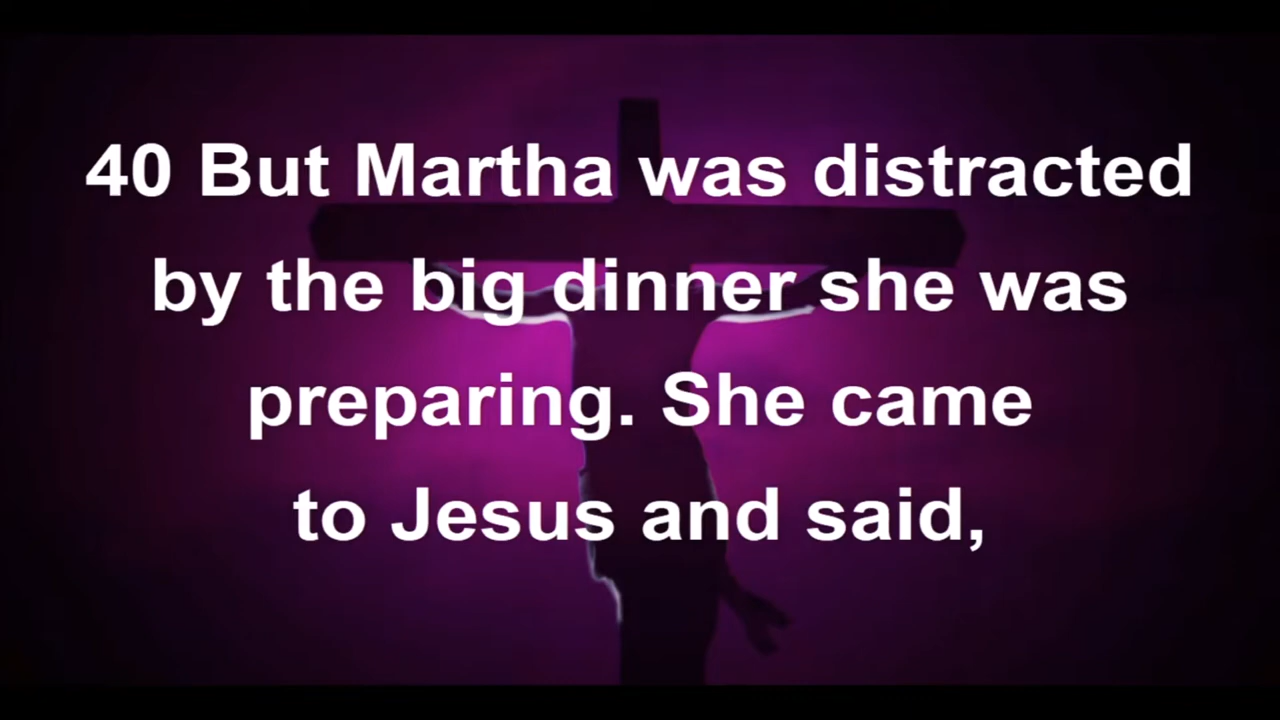 40 But Martha was distracted
by the big dinner she was
preparing. She came
to Jesus and said,